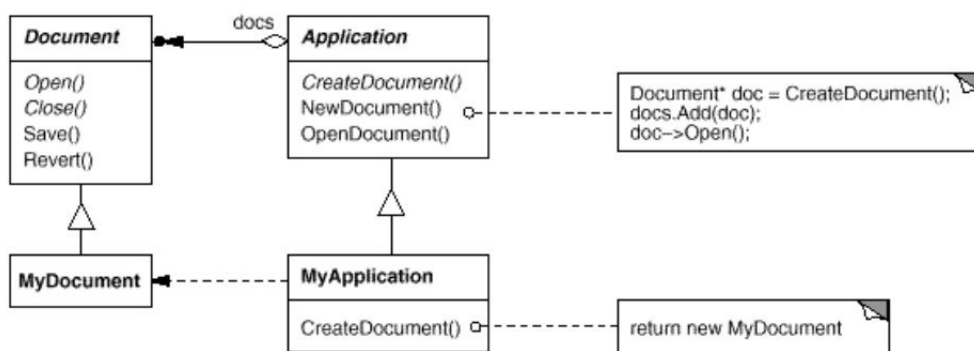 docs
Document
Open()
Close()
Save()
Revert()
Application
CreateDocument()
NewDocument()
OpenDocument()
Document* doc = CreateDocument();
docs.Add(doc);
doc->Open();
MyDocument
MyApplication
CreateDocument()
return new MyDocument